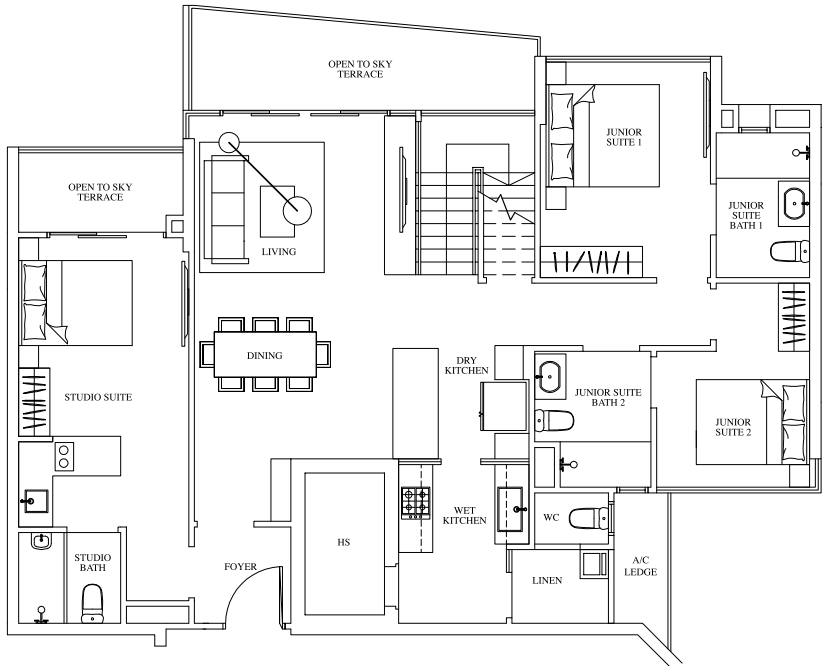 OPEN TO SKY
TERRACE
JUNIOR
SUITE 1
OPEN TO SKY
TERRACE
JUNIOR
SUITE
BATH 1
LIVING
DINING
DRY
KITCHEN
STUDIO SUITE
JUNIOR SUITE
BATH 2
JUNIOR
SUITE 2
WET
KITCHEN
WC
HS
STUDIO
BATH
FOYER
LINEN
A/C
LEDGE